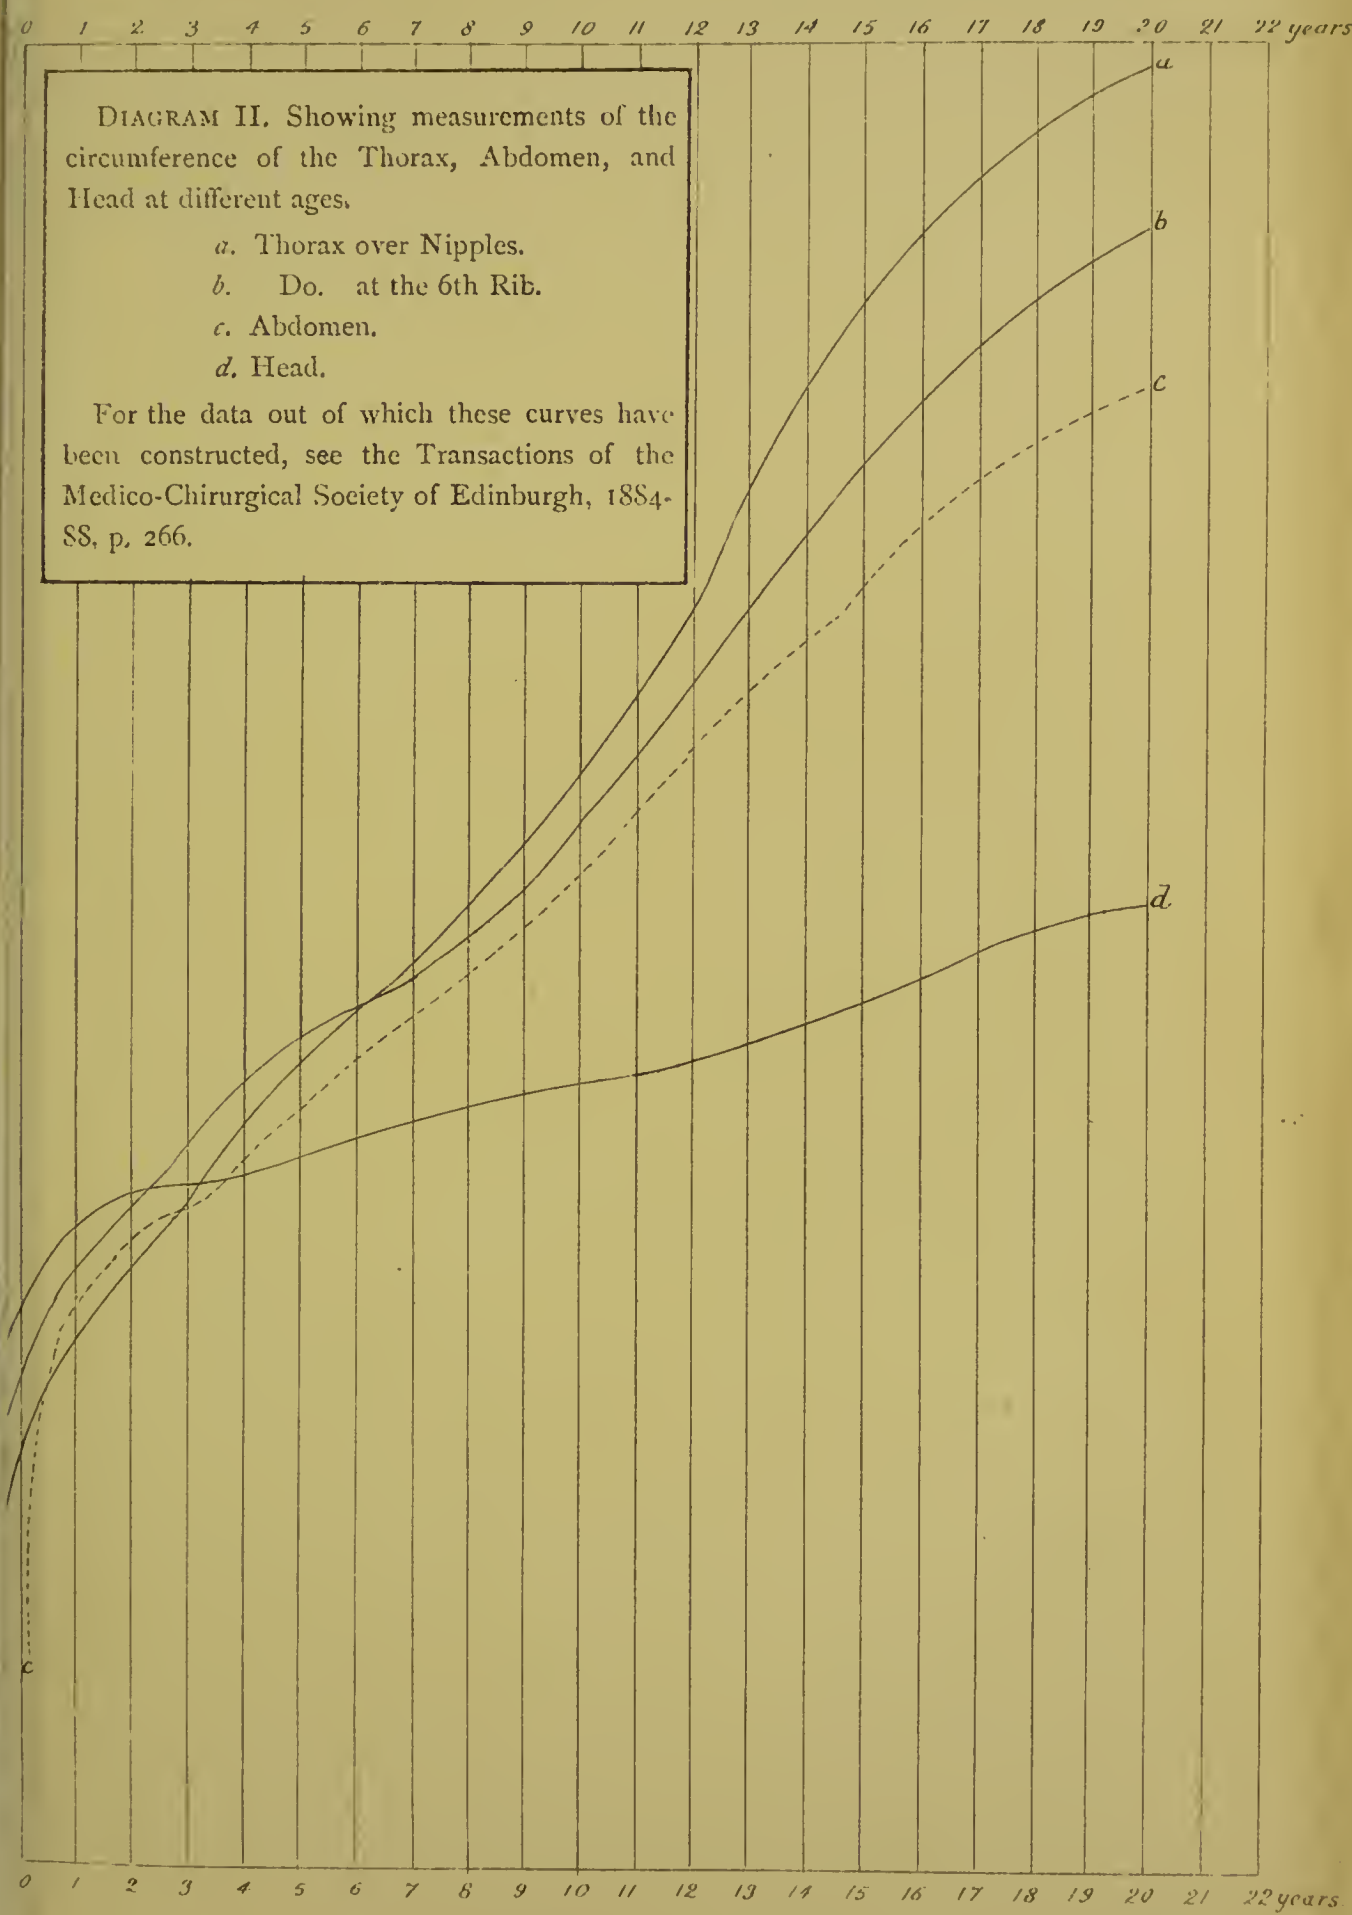 0 1 2 3 4 5 6 7 8 9 10 11 12 13 14 15 16 17 18 19 20 21 22 years
DIAGRAM II. Showing measurements of the
circumference of the Thorax, Abdomen, and
Head at different ages.
a. Thorax over Nipples.
b. Do. at the 6th Rib.
c. Abdomen.
d. Head.
For the data out of which these curves have
been constructed, see the Transactions of the
Medico-Chirurgical Society of Edinburgh, 1884-
88, p. 266.
a
b
c
d
c
0 1 2 3 4 5 6 7 8 9 10 11 12 13 14 15 16 17 18 19 20 21 22 years